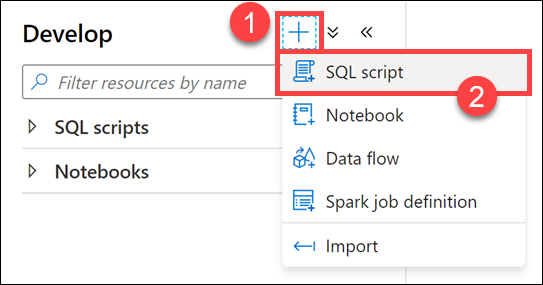 1
Develop
Filter resources by name
SQL scripts
Notebooks
SQL script
2
Notebook
Data flow
Spark job definition
Import